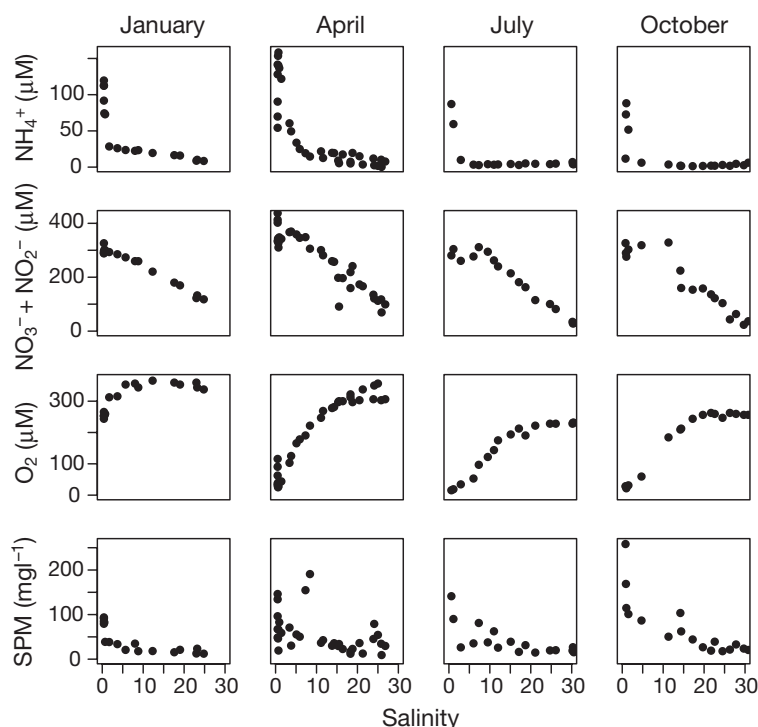 January April July October
NH₄⁺ (µM)
100
50
0
NO₃⁻ + NO₂⁻ (µM)
400
200
0
O₂ (µM)
300
100
0
SPM (mgl⁻¹)
200
100
0
0 10 20 30 0 10 20 30 0 10 20 30 0 10 20 30
Salinity